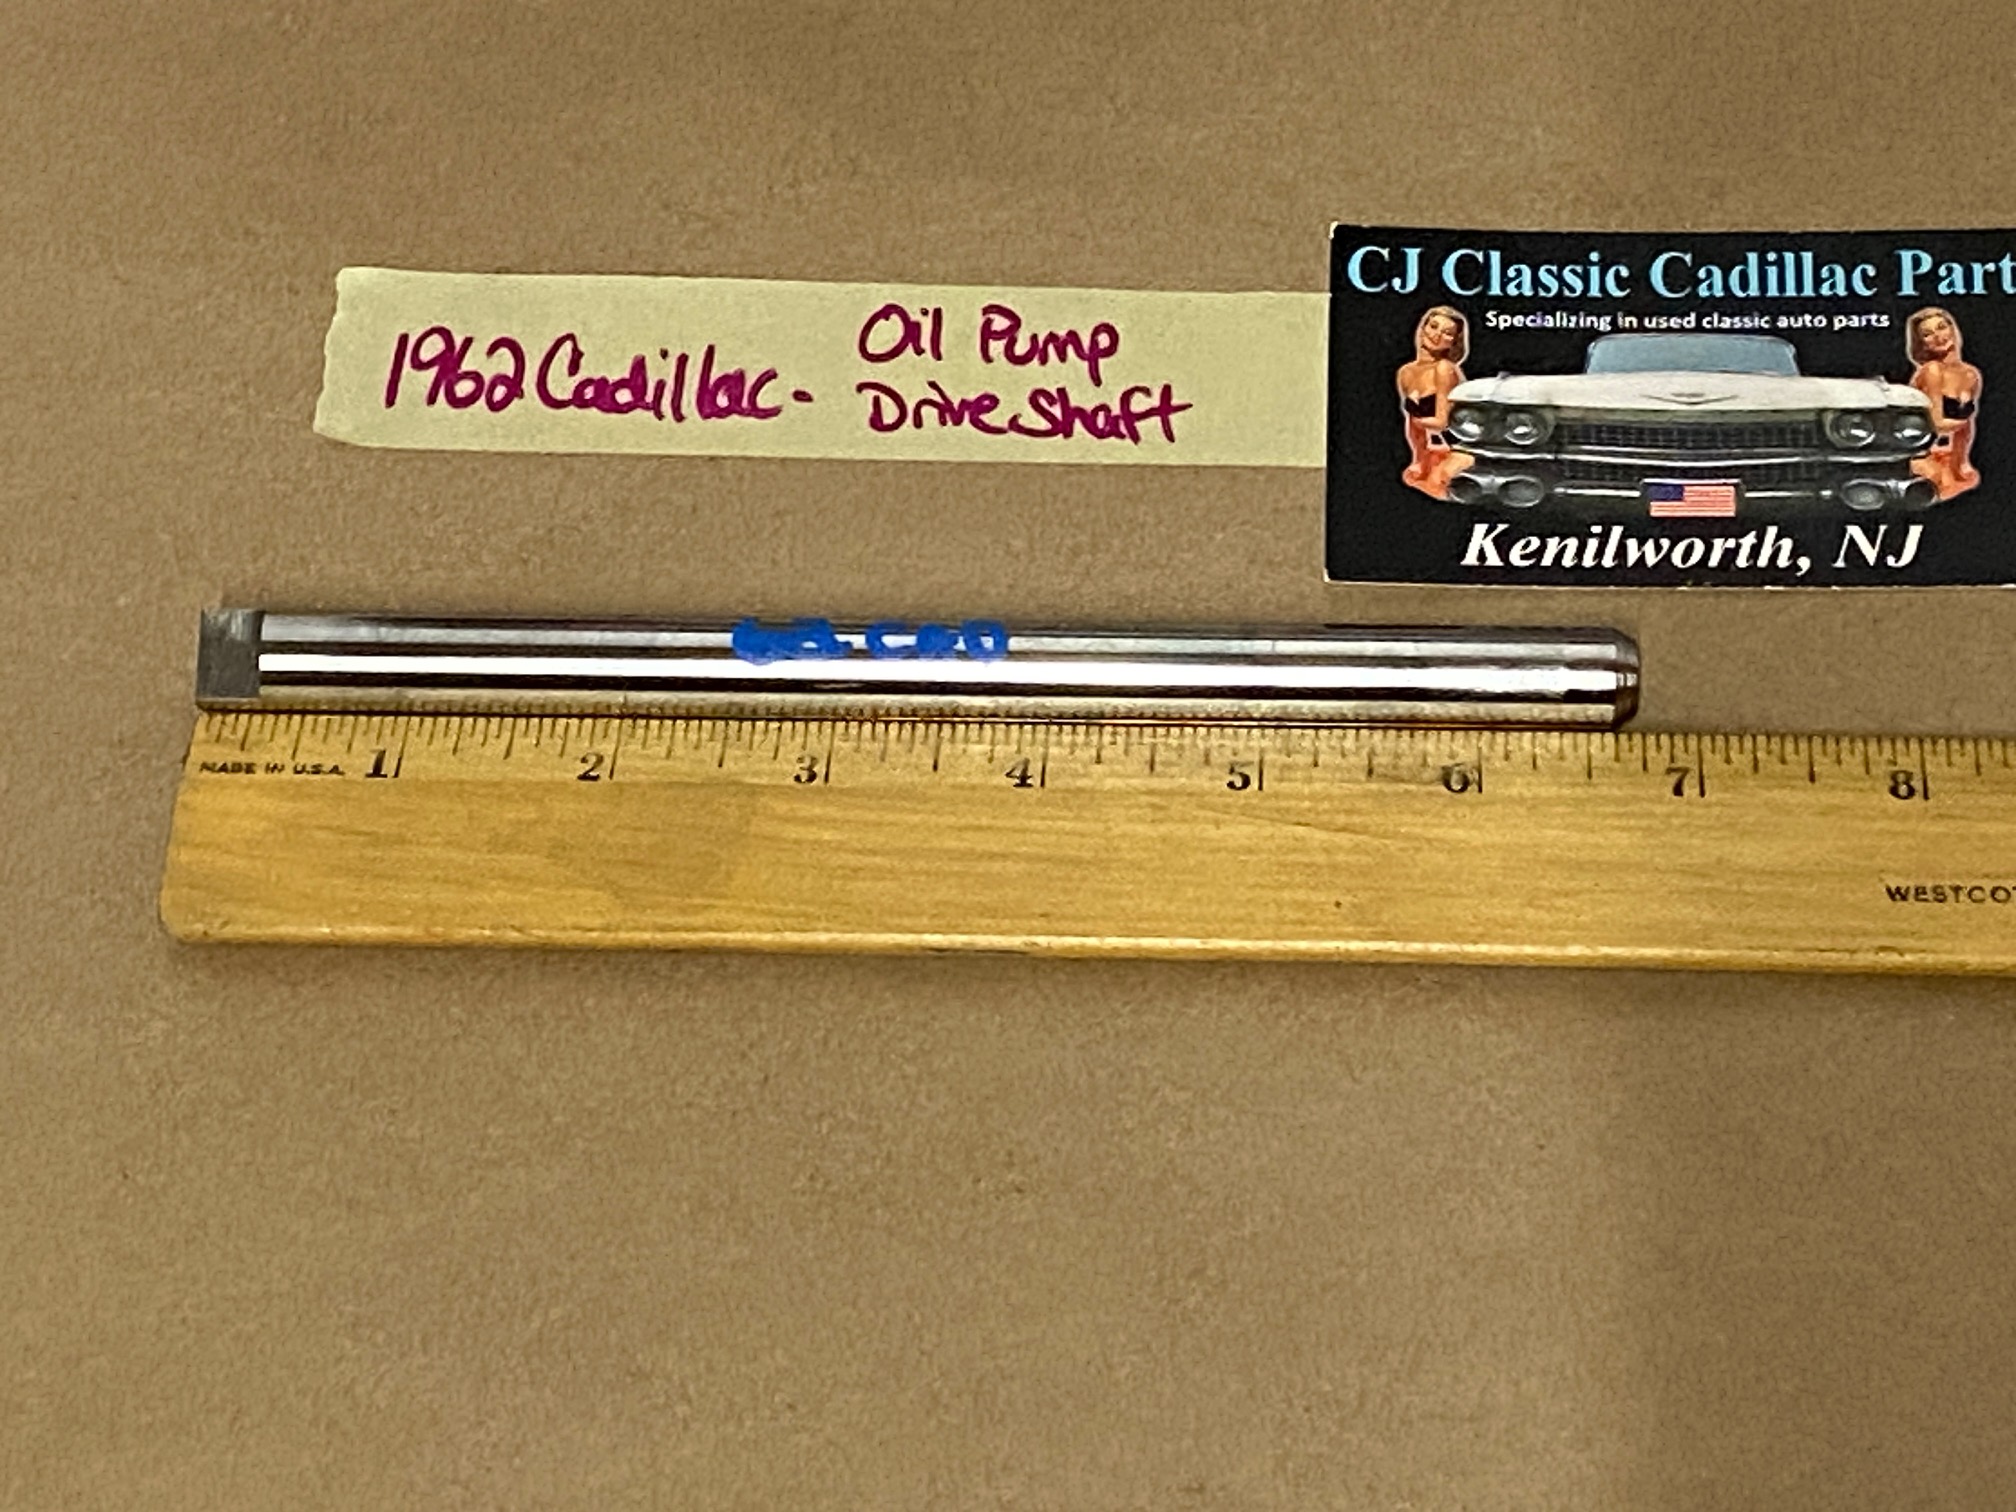 1962 Cadillac - Oil Pump
Drive Shaft
CJ Classic Cadillac Part
Specializing in used classic auto parts
Kenilworth, NJ
MADE IN U.S.A. 1 2 3 4 5 6 7 8
WESTCO